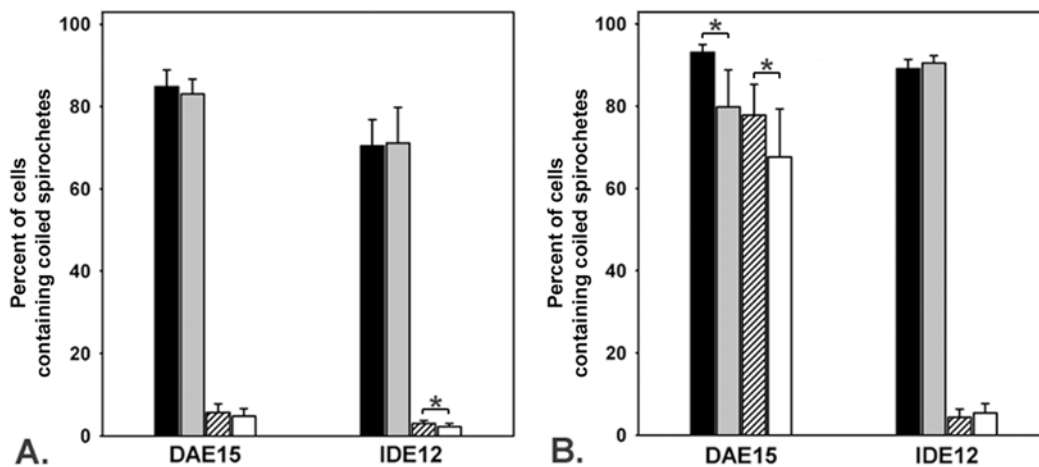 100
80
60
40
20
0
Percent of cells
containing coiled spirochetes
*
DAE15
IDE12
A.
100
80
60
40
20
0
Percent of cells
containing coiled spirochetes
*
*
DAE15
IDE12
B.